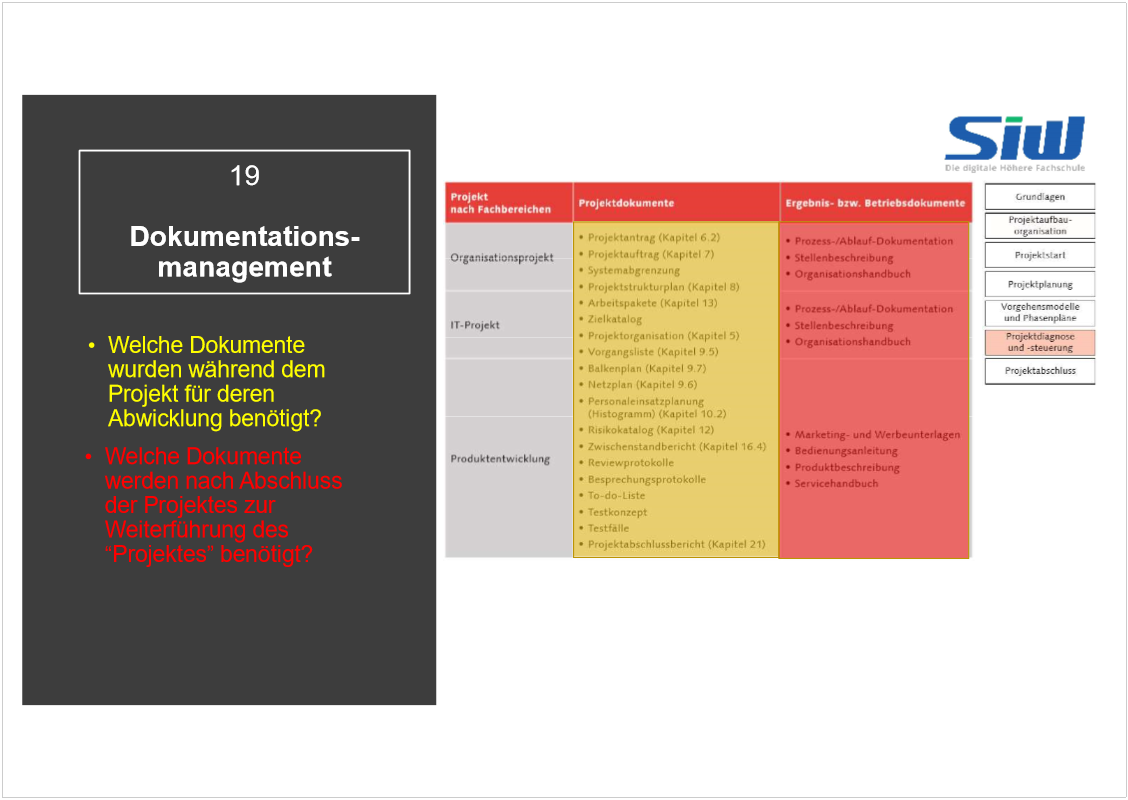 19
Dokumentations-
management
• Welche Dokumente
wurden während dem
Projekt für deren
Abwicklung benötigt?
• Welche Dokumente
werden nach Abschluss
der Projektes zur
Weiterführung des
“Projektes” benötigt?
Siw
Die digitale Höhere Fachschule
Projekt
nach Fachbereichen
Projektdokumente
Ergebnis- bzw. Betriebsdokumente
Organisationsprojekt
IT-Projekt
Produktentwicklung
• Projektantrag (Kapitel 6.2)
• Projektauftrag (Kapitel 7)
• Systemabgrenzung
• Projektstrukturplan (Kapitel 8)
• Arbeitspakete (Kapitel 13)
• Zielkatalog
• Projektorganisation (Kapitel 5)
• Vorgangsliste (Kapitel 9.5)
• Balkenplan (Kapitel 9.7)
• Netzplan (Kapitel 9.6)
• Personaleinsatzplanung
(Histogramm) (Kapitel 10.2)
• Risikokatalog (Kapitel 12)
• Zwischenstandbericht (Kapitel 16.4)
• Reviewprotokolle
• Besprechungsprotokolle
• To-do-Liste
• Testkonzept
• Testfälle
• Projektabschlussbericht (Kapitel 21)
• Prozess-/Ablauf-Dokumentation
• Stellenbeschreibung
• Organisationshandbuch
• Prozess-/Ablauf-Dokumentation
• Stellenbeschreibung
• Organisationshandbuch
• Marketing- und Werbeunterlagen
• Bedienungsanleitung
• Produktbeschreibung
• Servicehandbuch
Grundlagen
Projektaufbau-
organisation
Projektstart
Projektplanung
Vorgehensmodelle
und Phasenpläne
Projektdiagnose
und -steuerung
Projektabschluss